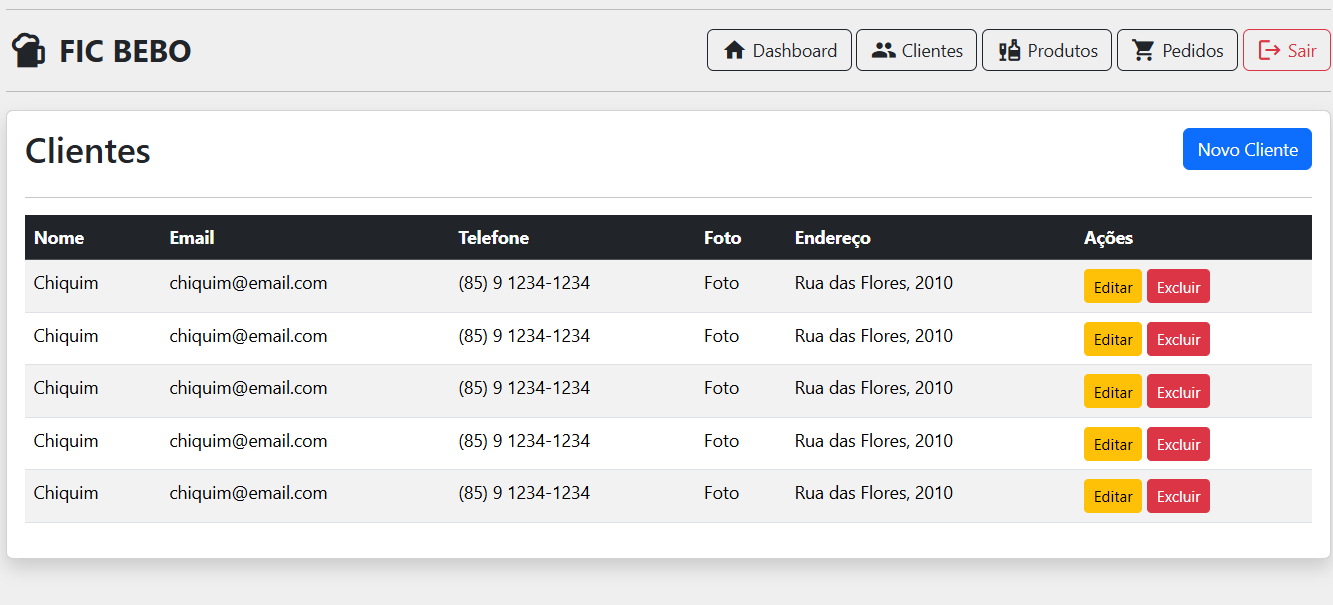 FIC BEBO Dashboard Clientes Produtos Pedidos Sair
Clientes Novo Cliente
Nome Email Telefone Foto Endereço Ações
Chiquim chiquim@email.com (85) 9 1234-1234 Foto Rua das Flores, 2010 Editar Excluir
Chiquim chiquim@email.com (85) 9 1234-1234 Foto Rua das Flores, 2010 Editar Excluir
Chiquim chiquim@email.com (85) 9 1234-1234 Foto Rua das Flores, 2010 Editar Excluir
Chiquim chiquim@email.com (85) 9 1234-1234 Foto Rua das Flores, 2010 Editar Excluir
Chiquim chiquim@email.com (85) 9 1234-1234 Foto Rua das Flores, 2010 Editar Excluir